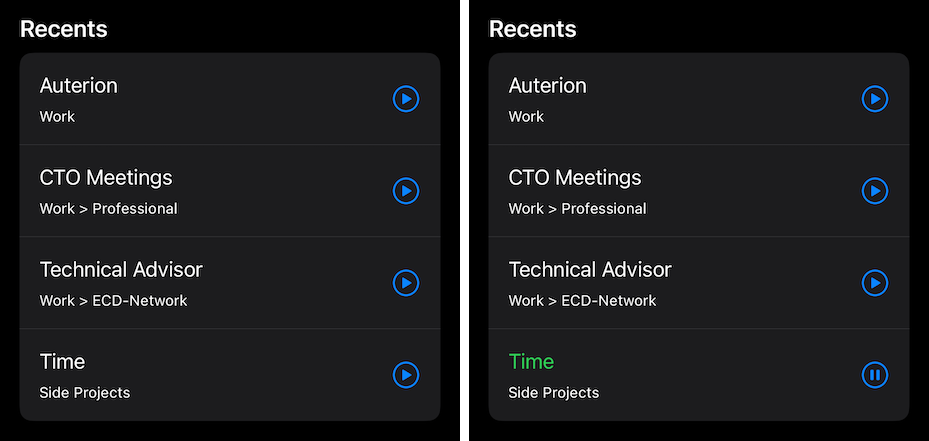 Recents
Auterion
Work
CTO Meetings
Work > Professional
Technical Advisor
Work > ECD-Network
Time
Side Projects
Recents
Auterion
Work
CTO Meetings
Work > Professional
Technical Advisor
Work > ECD-Network
Time
Side Projects